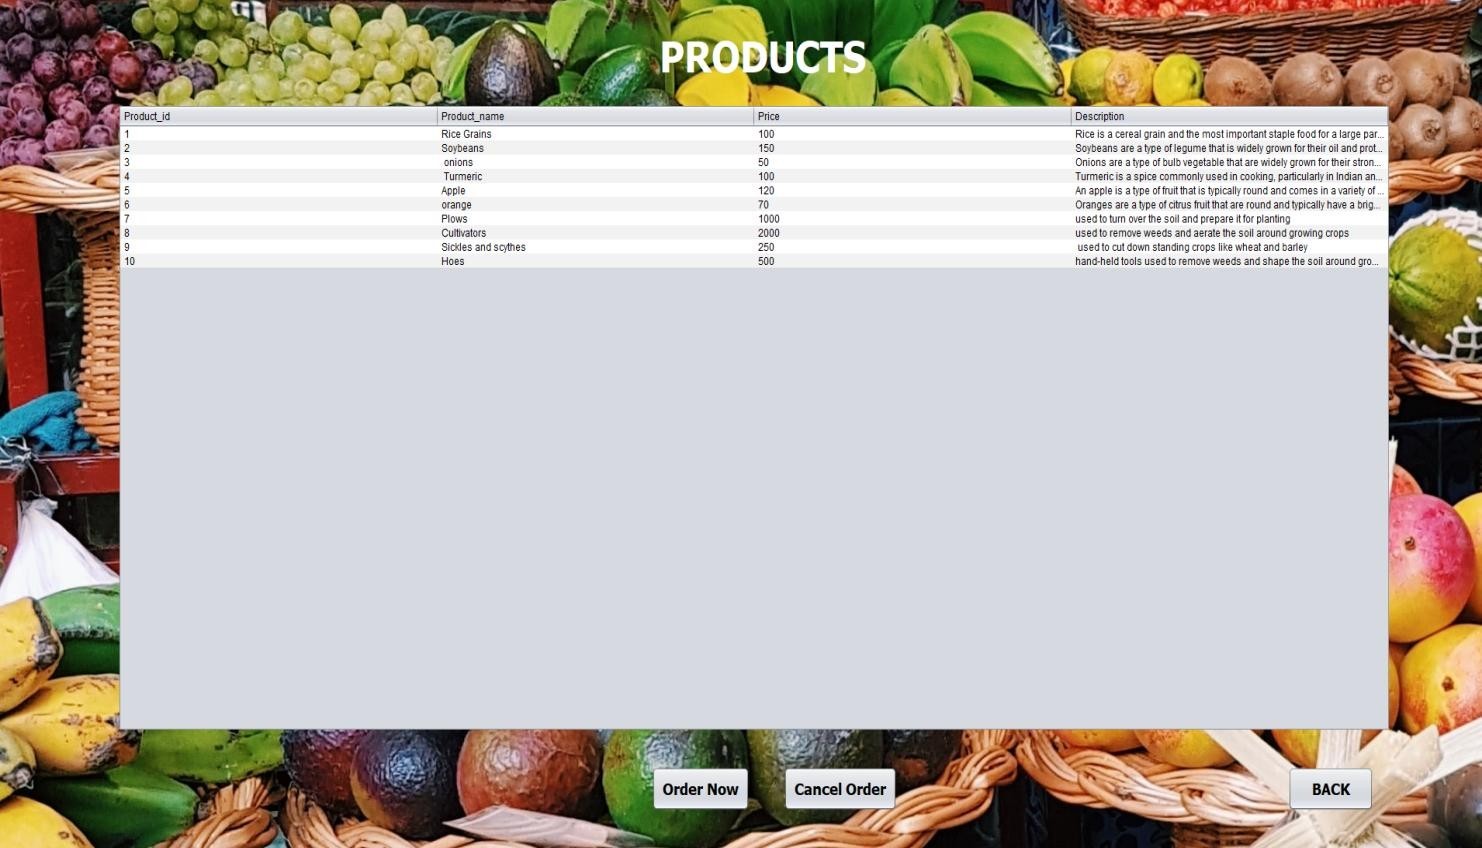 PRODUCTS
Product_id Product_name Price Description
1 Rice Grains 100 Rice is a cereal grain and the most important staple food for a large par...
2 Soybeans 150 Soybeans are a type of legume that is widely grown for their oil and prot...
3 onions 50 Onions are a type of bulb vegetable that are widely grown for their stron...
4 Turmeric 100 Turmeric is a spice commonly used in cooking, particularly in Indian an...
5 Apple 120 An apple is a type of fruit that is typically round and comes in a variety of ...
6 orange 70 Oranges are a type of citrus fruit that are round and typically have a brig...
7 Plows 1000 used to turn over the soil and prepare it for planting
8 Cultivators 2000 used to remove weeds and aerate the soil around growing crops
9 Sickles and scythes 250 used to cut down standing crops like wheat and barley
10 Hoes 500 hand-held tools used to remove weeds and shape the soil around gro...
Order Now Cancel Order BACK